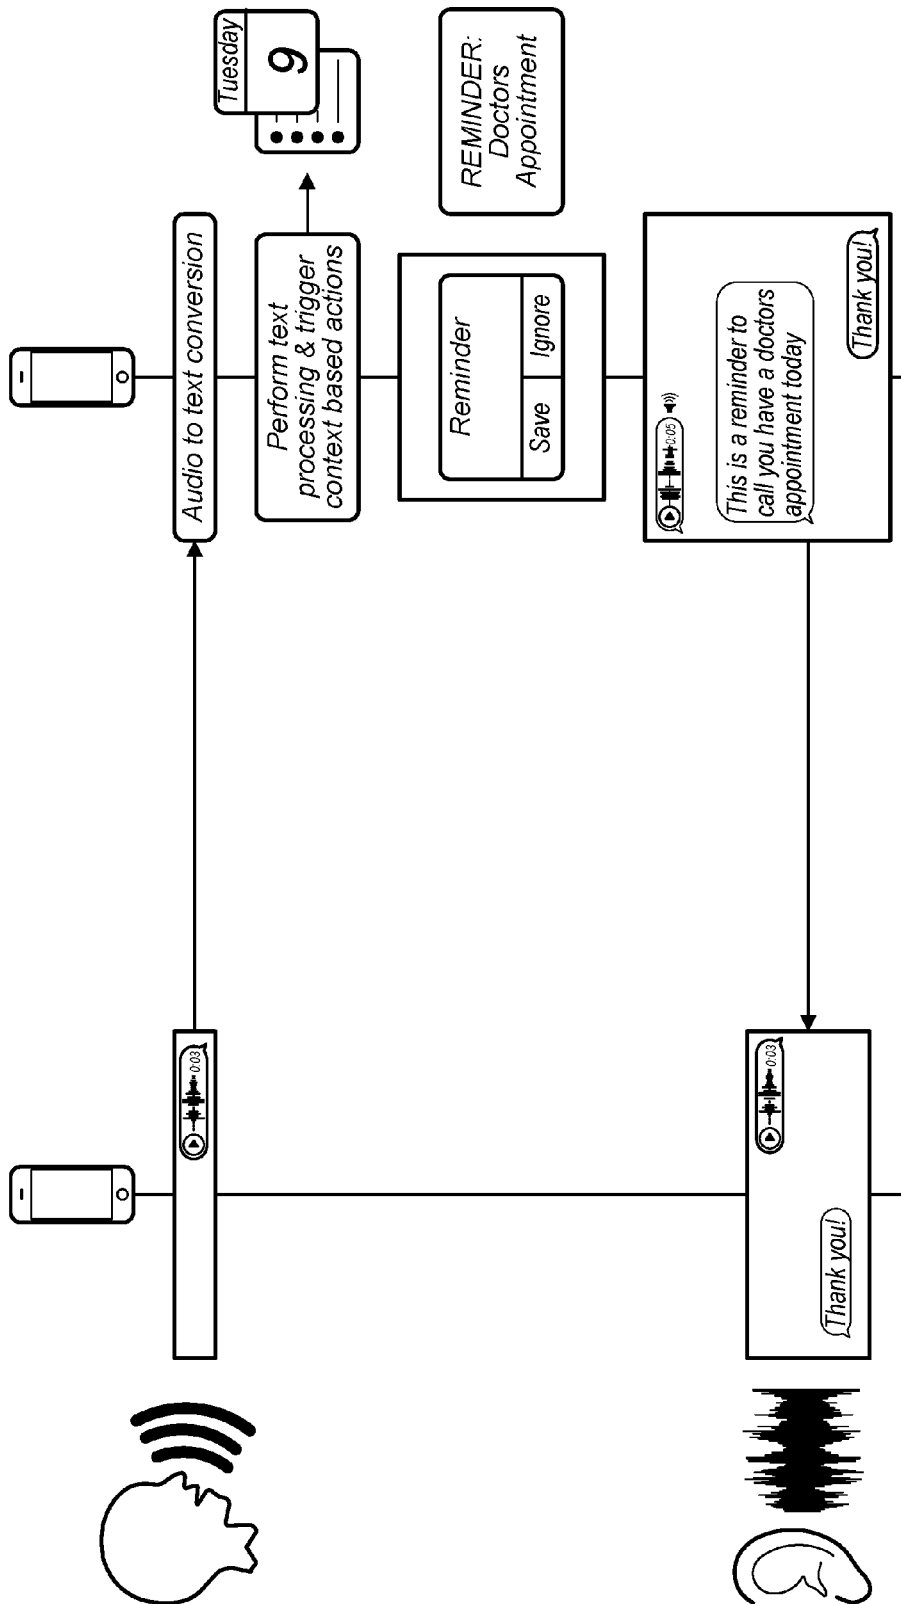 0:03
Audio to text conversion
Perform text
processing & trigger
context based actions
Tuesday
9
Reminder
Save
Ignore
REMINDER:
Doctors
Appointment
0:05
This is a reminder to
call you have a doctors
appointment today
Thank you!
0:03
Thank you!